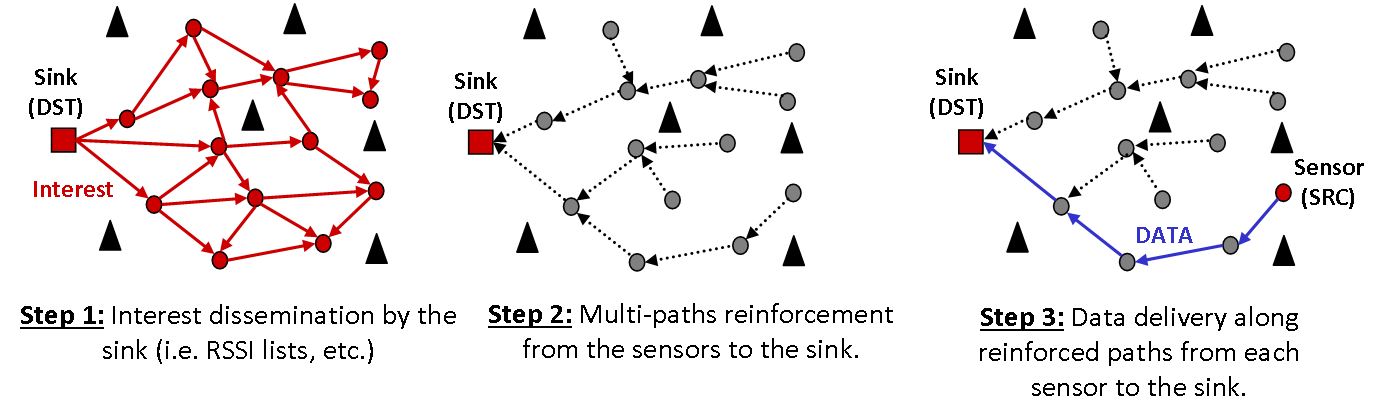 Sink
(DST)
Interest
Step 1: Interest dissemination by the
sink (i.e. RSSI lists, etc.)
Sink
(DST)
Step 2: Multi-paths reinforcement
from the sensors to the sink.
Sink
(DST)
Sensor
(SRC)
DATA
Step 3: Data delivery along
reinforced paths from each
sensor to the sink.